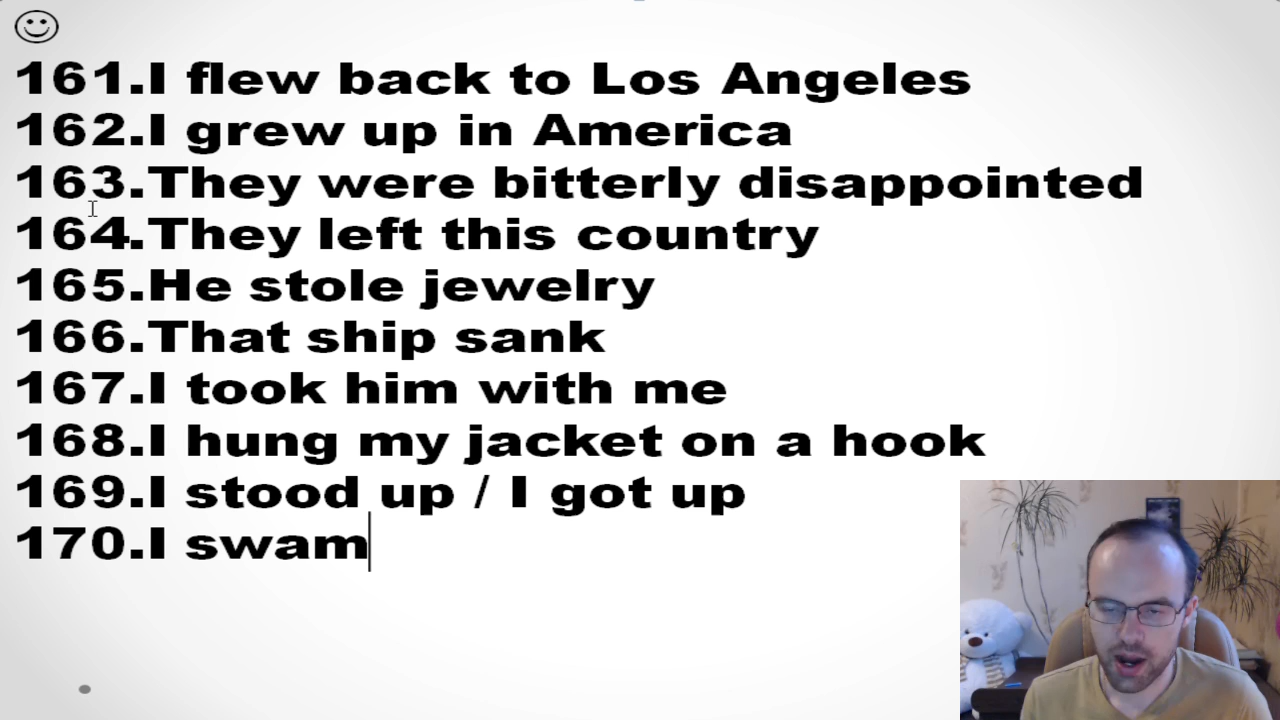 161.I flew back to Los Angeles
162.I grew up in America
163.They were bitterly disappointed
164.They left this country
165.He stole jewelry
166.That ship sank
167.I took him with me
168.I hung my jacket on a hook
169.I stood up / I got up
170.I swam